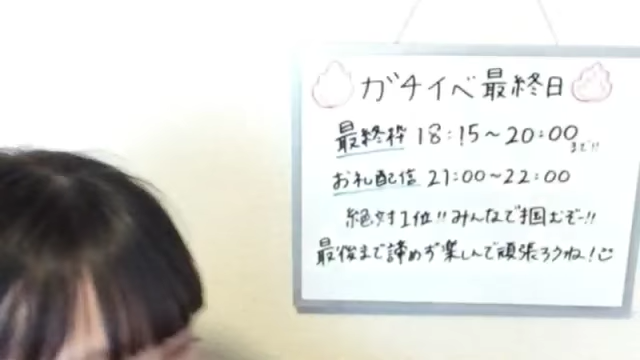 ガチイベ最終日
最終枠 18:15～20:00まで!!
お礼配信 21:00～22:00
絶対1位!!みんなで掴むぞー!!
最後まで諦めず楽しんで頑張ろうね!